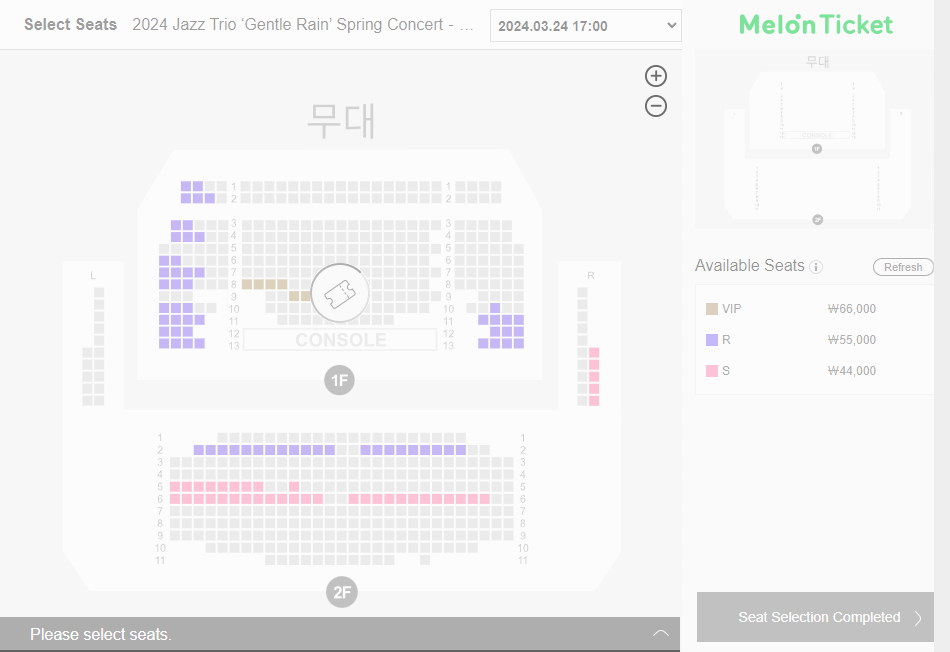 Select Seats 2024 Jazz Trio ‘Gentle Rain’ Spring Concert - ... 2024.03.24 17:00
MelonTicket
무대
무대
1 1
2 2
3 3
4 4
5 5
6 6
7 7
8 8
9 9
10 10
11 11
12 12
13 13
CONSOLE
1F
L
R
1 1
2 2
3 3
4 4
5 5
6 6
7 7
8 8
9 9
10 10
11 11
2F
CONSOLE
1F
2F
Available Seats i Refresh
VIP ₩66,000
R ₩55,000
S ₩44,000
Please select seats.
Seat Selection Completed